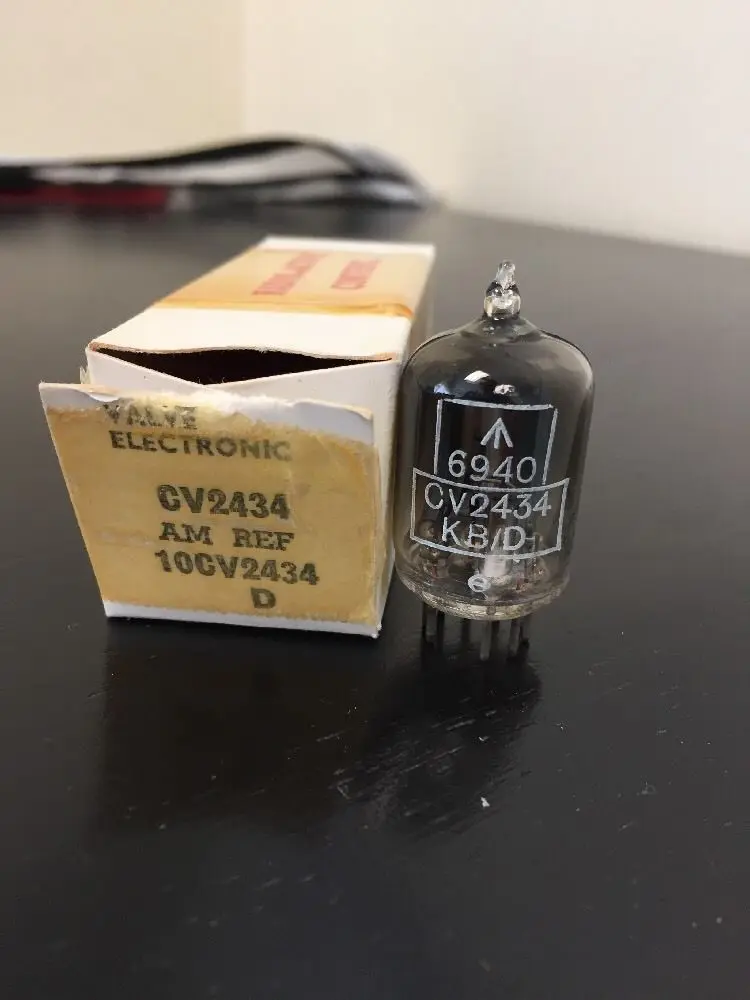 VALVE
ELECTRONIC
CV2434
AM REF
10CV2434
D
6940
CV2434
KB/D